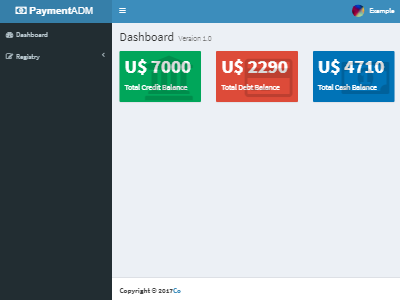 PaymentADM
Example
Dashboard
Registry
Dashboard Version 1.0
U$ 7000
Total Credit Balance
U$ 2290
Total Debt Balance
U$ 4710
Total Cash Balance
Copyright © 2017Co